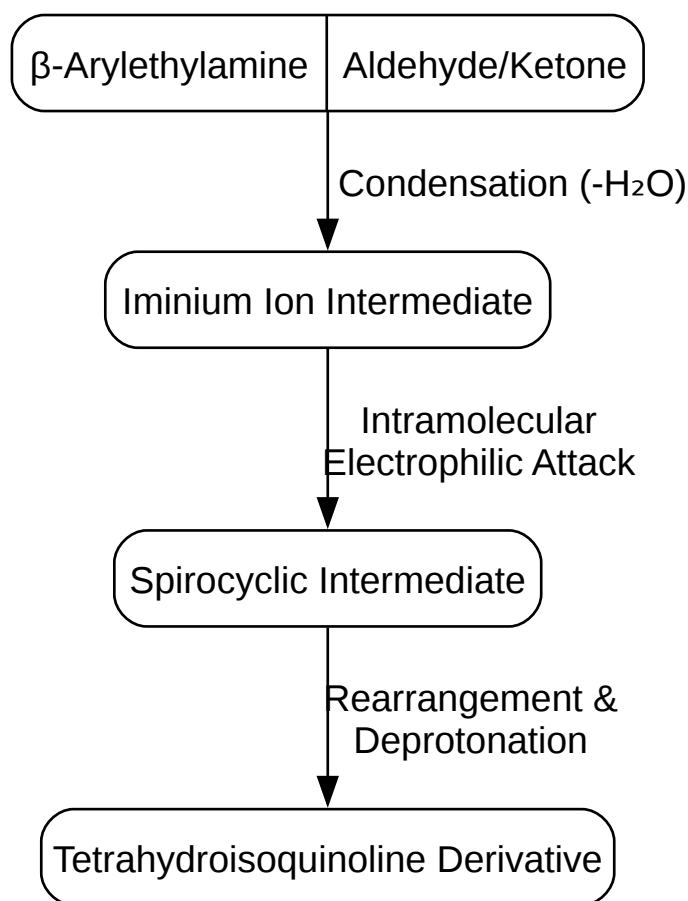 β-Arylethylamine Aldehyde/Ketone
Condensation (-H₂O)
Iminium Ion Intermediate
Intramolecular
Electrophilic Attack
Spirocyclic Intermediate
Rearrangement &
Deprotonation
Tetrahydroisoquinoline Derivative